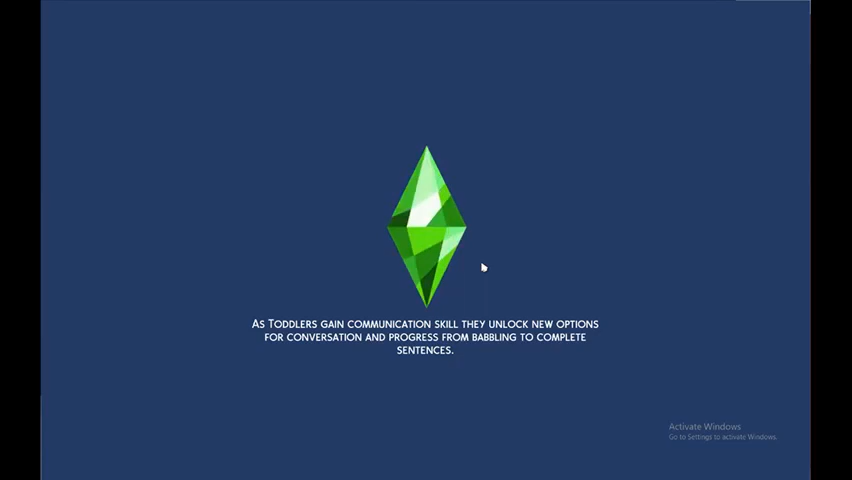 As Toddlers gain communication skill they unlock new options
for conversation and progress from babbling to complete
sentences.
Activate Windows
Go to Settings to activate Windows.